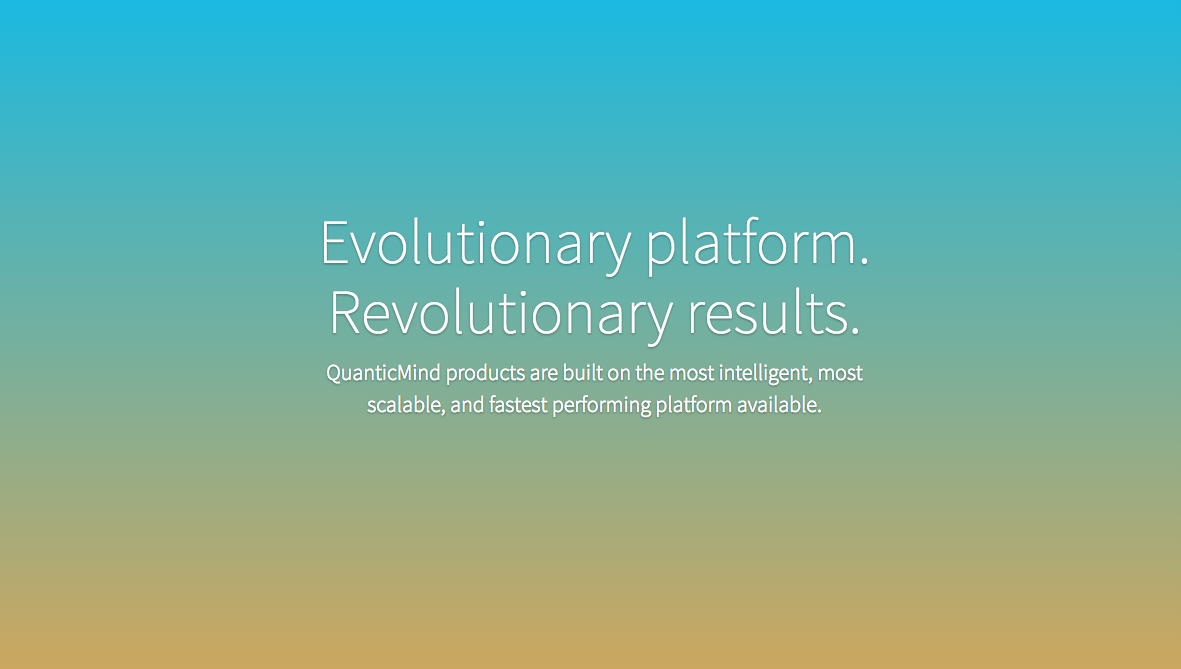 Evolutionary platform.
Revolutionary results.
QuanticMind products are built on the most intelligent, most
scalable, and fastest performing platform available.